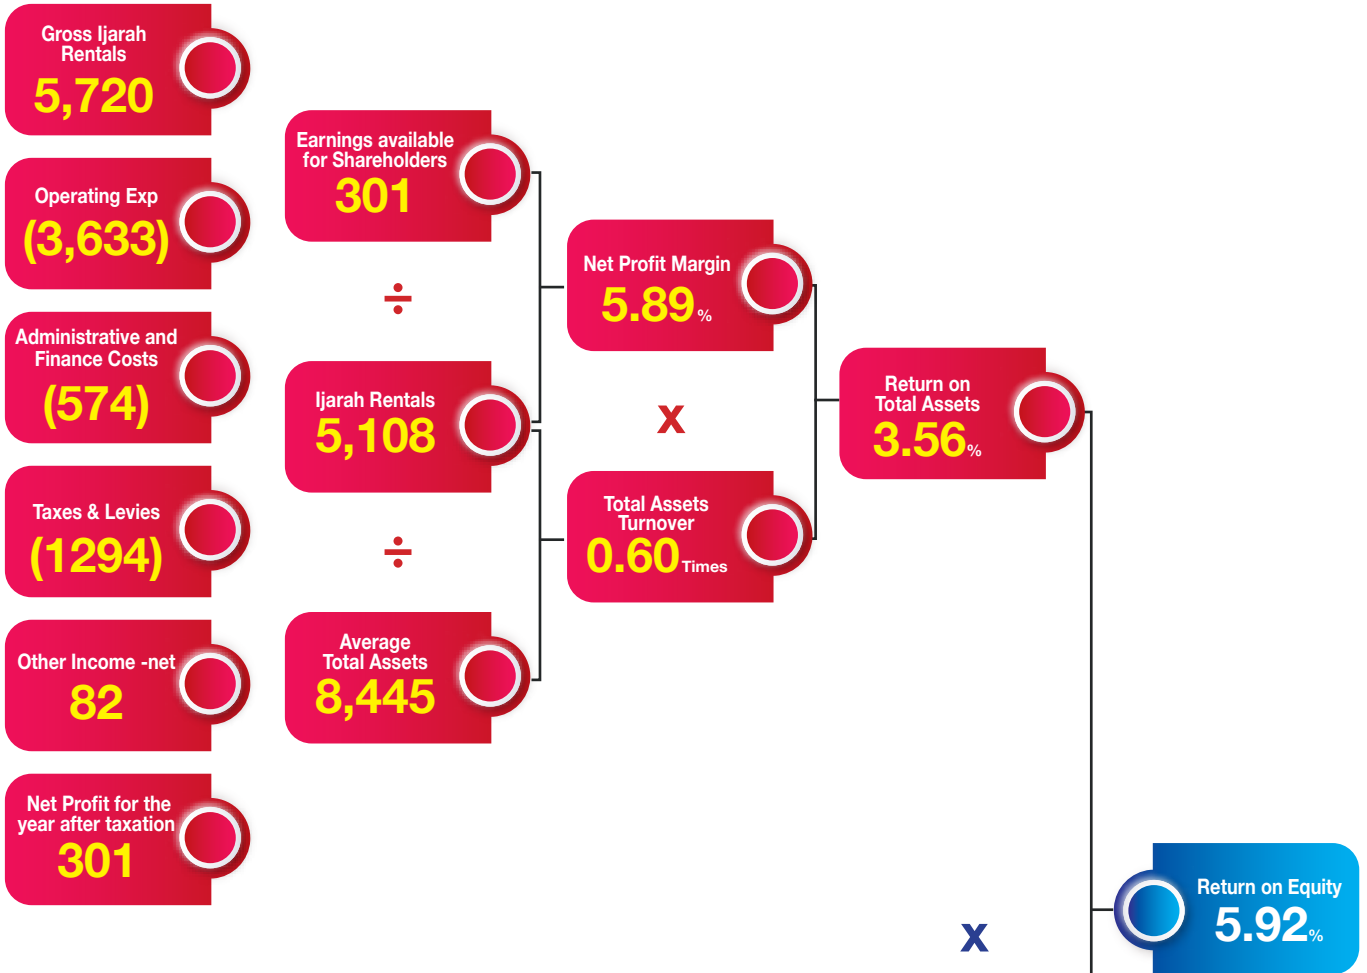 Gross Ijarah
Rentals
5,720
Operating Exp
(3,633)
Administrative and
Finance Costs
(574)
Taxes & Levies
(1294)
Other Income -net
82
Net Profit for the
year after taxation
301
Earnings available
for Shareholders
301
÷
Ijarah Rentals
5,108
÷
Average
Total Assets
8,445
Net Profit Margin
5.89%
x
Total Assets
Turnover
0.60 Times
Return on
Total Assets
3.56%
x
Return on Equity
5.92%